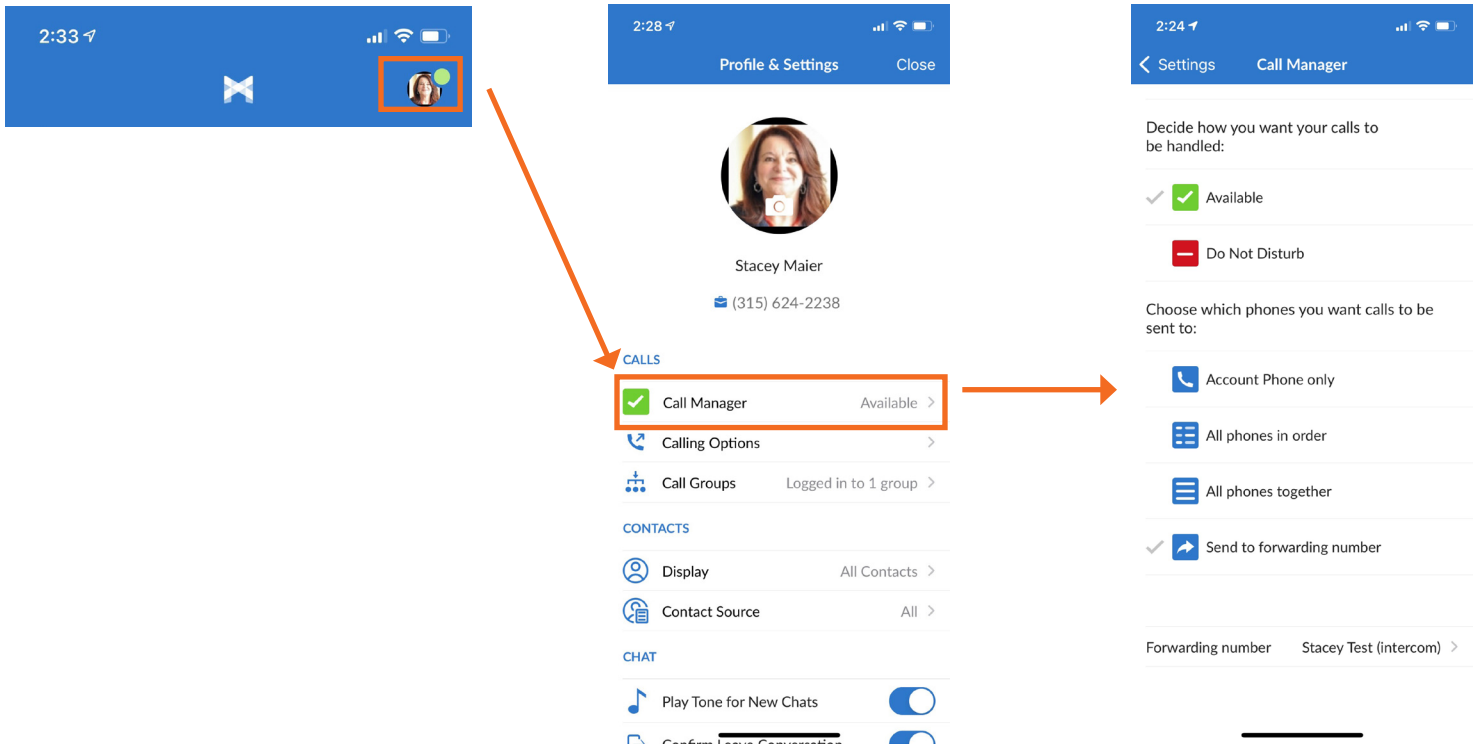 2:33
2:28
Profile & Settings Close
Stacey Maier
(315) 624-2238
CALLS
Call Manager Available
Calling Options
Call Groups Logged in to 1 group
CONTACTS
Display All Contacts
Contact Source All
CHAT
Play Tone for New Chats
Confirm Leave Conversation
2:24
Settings Call Manager
Decide how you want your calls to
be handled:
Available
Do Not Disturb
Choose which phones you want calls to be
sent to:
Account Phone only
All phones in order
All phones together
Send to forwarding number
Forwarding number Stacey Test (intercom)